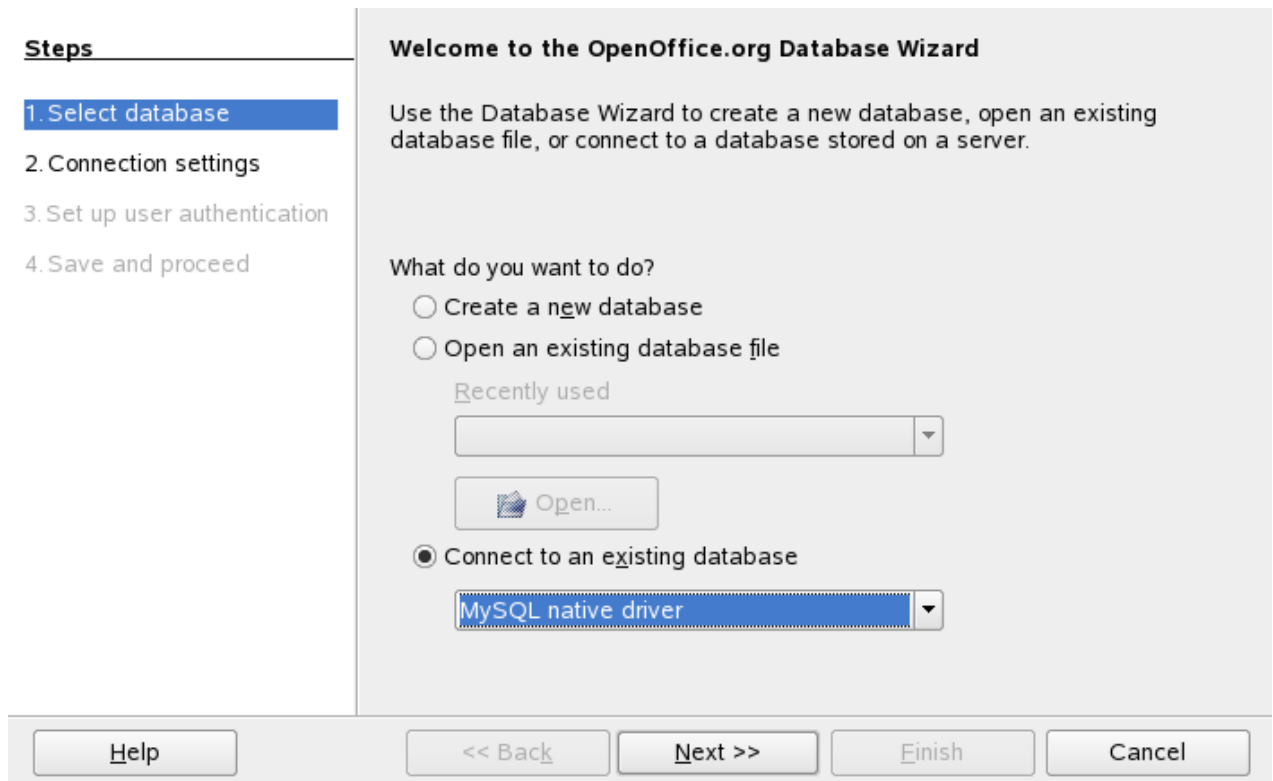 Steps
1. Select database
2. Connection settings
3. Set up user authentication
4. Save and proceed
Welcome to the OpenOffice.org Database Wizard
Use the Database Wizard to create a new database, open an existing
database file, or connect to a database stored on a server.
What do you want to do?
Create a new database
Open an existing database file
Recently used
Open...
Connect to an existing database
MySQL native driver
Help
<< Back
Next >>
Finish
Cancel